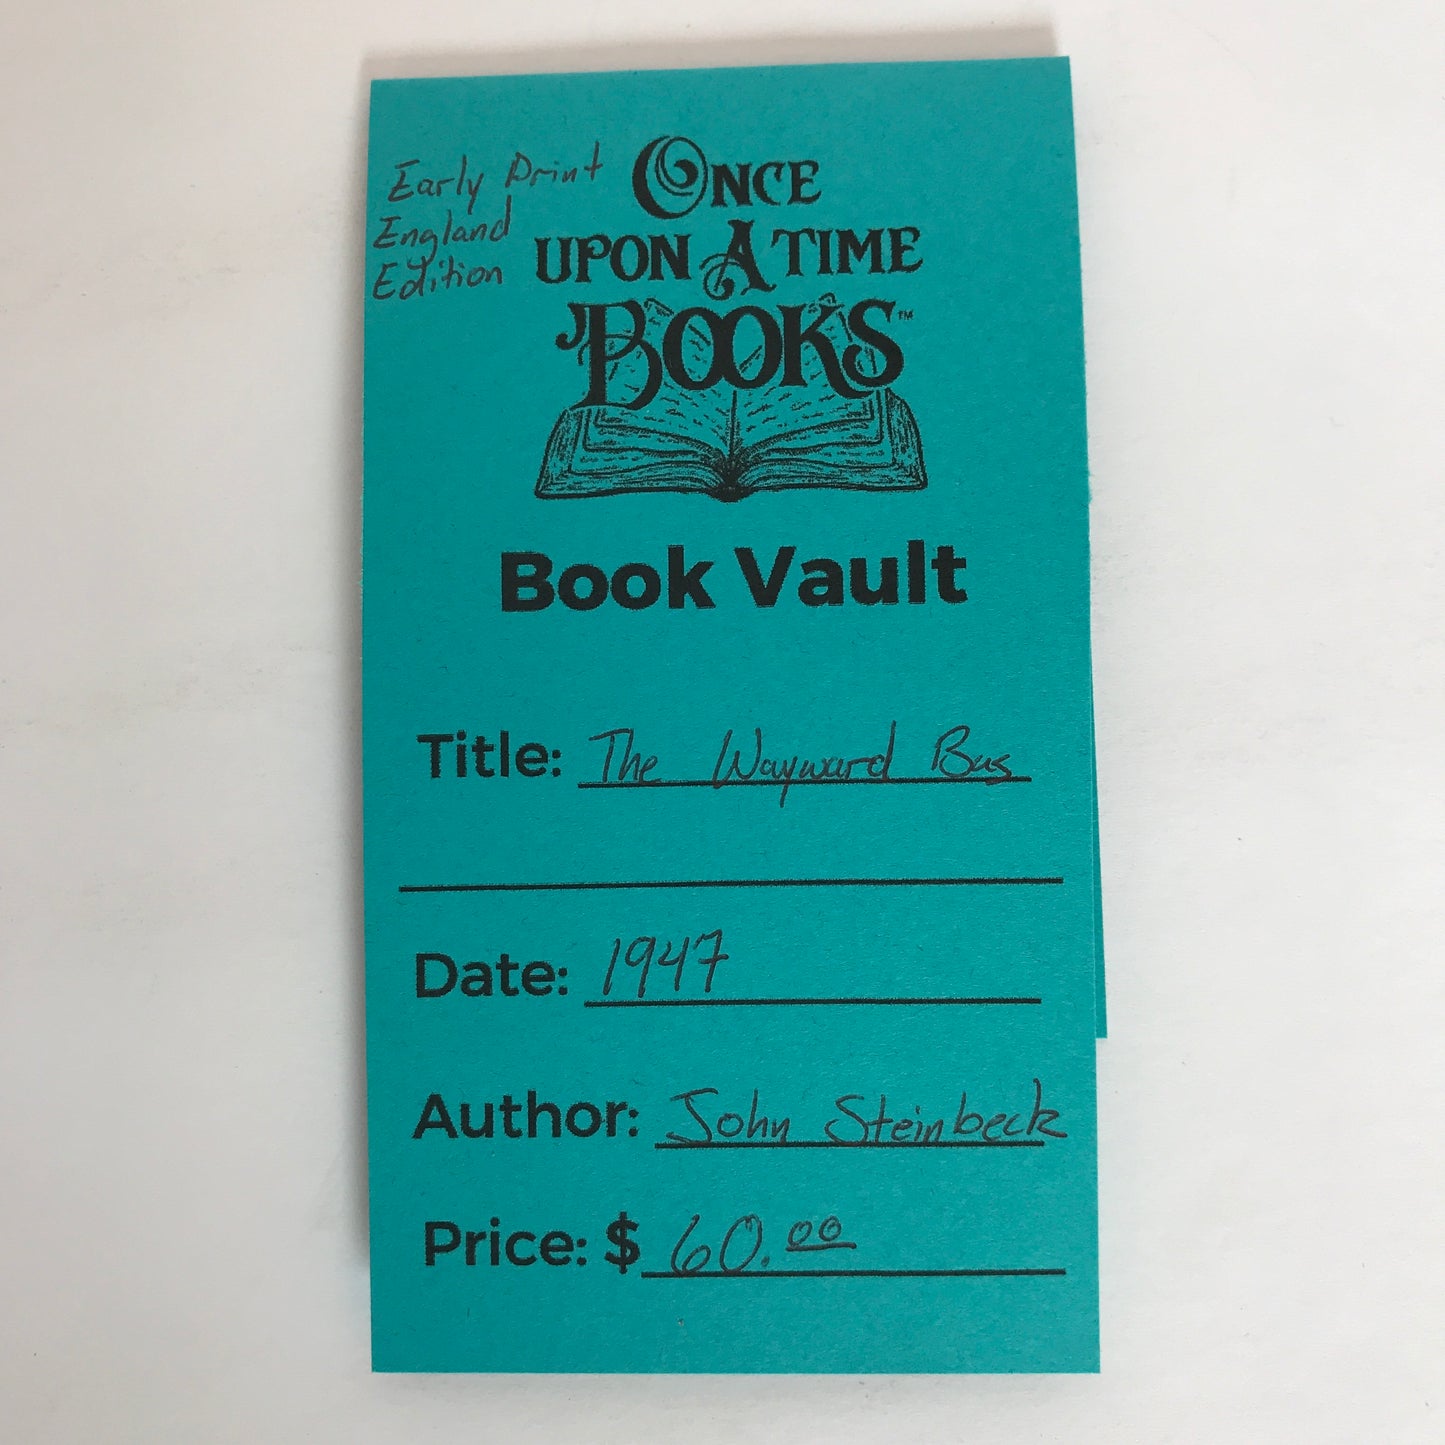 Early Print
England
Edition
ONCE
UPON A TIME
BOOKS™
Book Vault
Title: The Wayward Bus
Date: 1947
Author: John Steinbeck
Price: $ 60.00